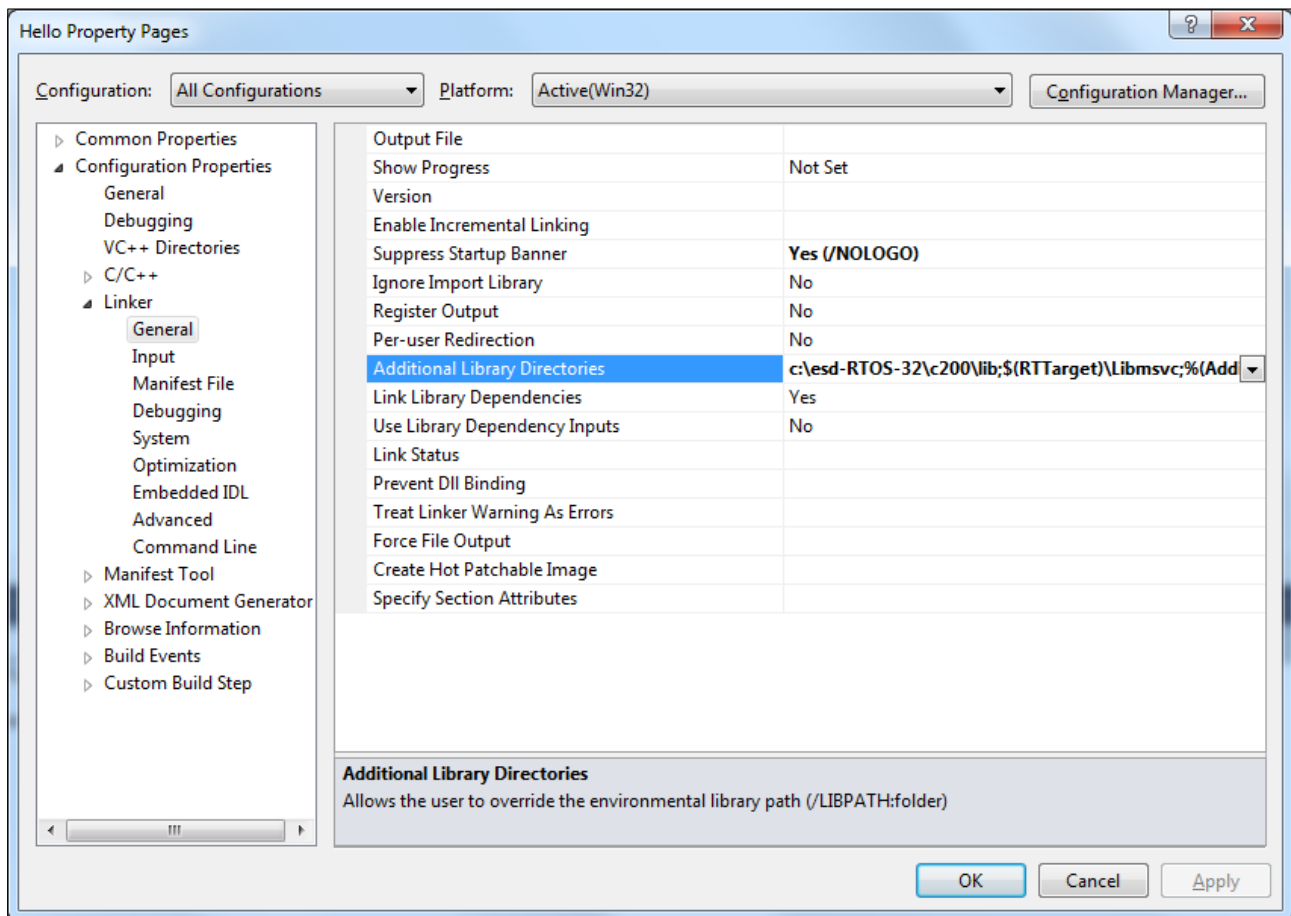 Hello Property Pages
Configuration: All Configurations Platform: Active(Win32) Configuration Manager...
Common Properties
Configuration Properties
General
Debugging
VC++ Directories
C/C++
Linker
General
Input
Manifest File
Debugging
System
Optimization
Embedded IDL
Advanced
Command Line
Manifest Tool
XML Document Generator
Browse Information
Build Events
Custom Build Step
Output File
Show Progress Not Set
Version
Enable Incremental Linking
Suppress Startup Banner Yes (/NOLOGO)
Ignore Import Library No
Register Output No
Per-user Redirection No
Additional Library Directories c:\esd-RTOS-32\c200\lib;$(RTTarget)\Libmsvc;%(Add
Link Library Dependencies Yes
Use Library Dependency Inputs No
Link Status
Prevent Dll Binding
Treat Linker Warning As Errors
Force File Output
Create Hot Patchable Image
Specify Section Attributes
Additional Library Directories
Allows the user to override the environmental library path (/LIBPATH:folder)
OK Cancel Apply